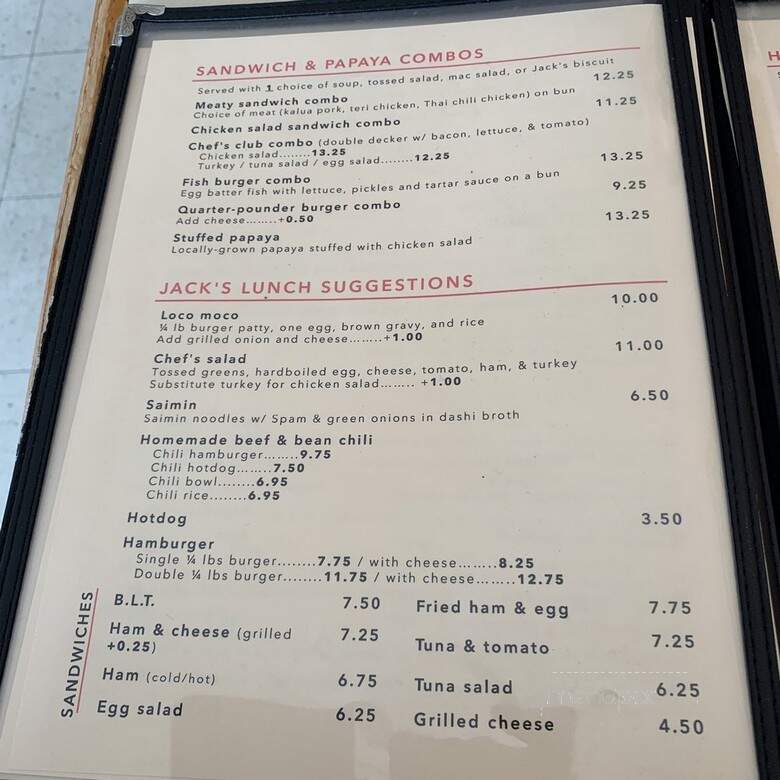 SANDWICH & PAPAYA COMBOS
Served with 1 choice of soup, tossed salad, mac salad, or Jack's biscuit
Meaty sandwich combo 12.25
Choice of meat (kalua pork, teri chicken, Thai chili chicken) on bun
Chicken salad sandwich combo 11.25
Chef's club combo (double decker w/ bacon, lettuce, & tomato)
Chicken salad........13.25
Turkey / tuna salad / egg salad........12.25
Fish burger combo 13.25
Egg batter fish with lettuce, pickles and tartar sauce on a bun
Quarter-pounder burger combo 9.25
Add cheese.......+0.50
Stuffed papaya 13.25
Locally-grown papaya stuffed with chicken salad
JACK'S LUNCH SUGGESTIONS
Loco moco 10.00
¼ lb burger patty, one egg, brown gravy, and rice
Add grilled onion and cheese........+1.00
Chef's salad 11.00
Tossed greens, hardboiled egg, cheese, tomato, ham, & turkey
Substitute turkey for chicken salad........ +1.00
Saimin 6.50
Saimin noodles w/ Spam & green onions in dashi broth
Homemade beef & bean chili
Chili hamburger........9.75
Chili hotdog........7.50
Chili bowl........6.95
Chili rice........6.95
Hotdog 3.50
Hamburger
Single ¼ lbs burger........7.75 / with cheese........8.25
Double ¼ lbs burger........11.75 / with cheese........12.75
SANDWICHES
B.L.T. 7.50
Ham & cheese (grilled 7.25
+0.25)
Ham (cold/hot) 6.75
Egg salad 6.25
Fried ham & egg 7.75
Tuna & tomato 7.25
Tuna salad 6.25
Grilled cheese 4.50
H